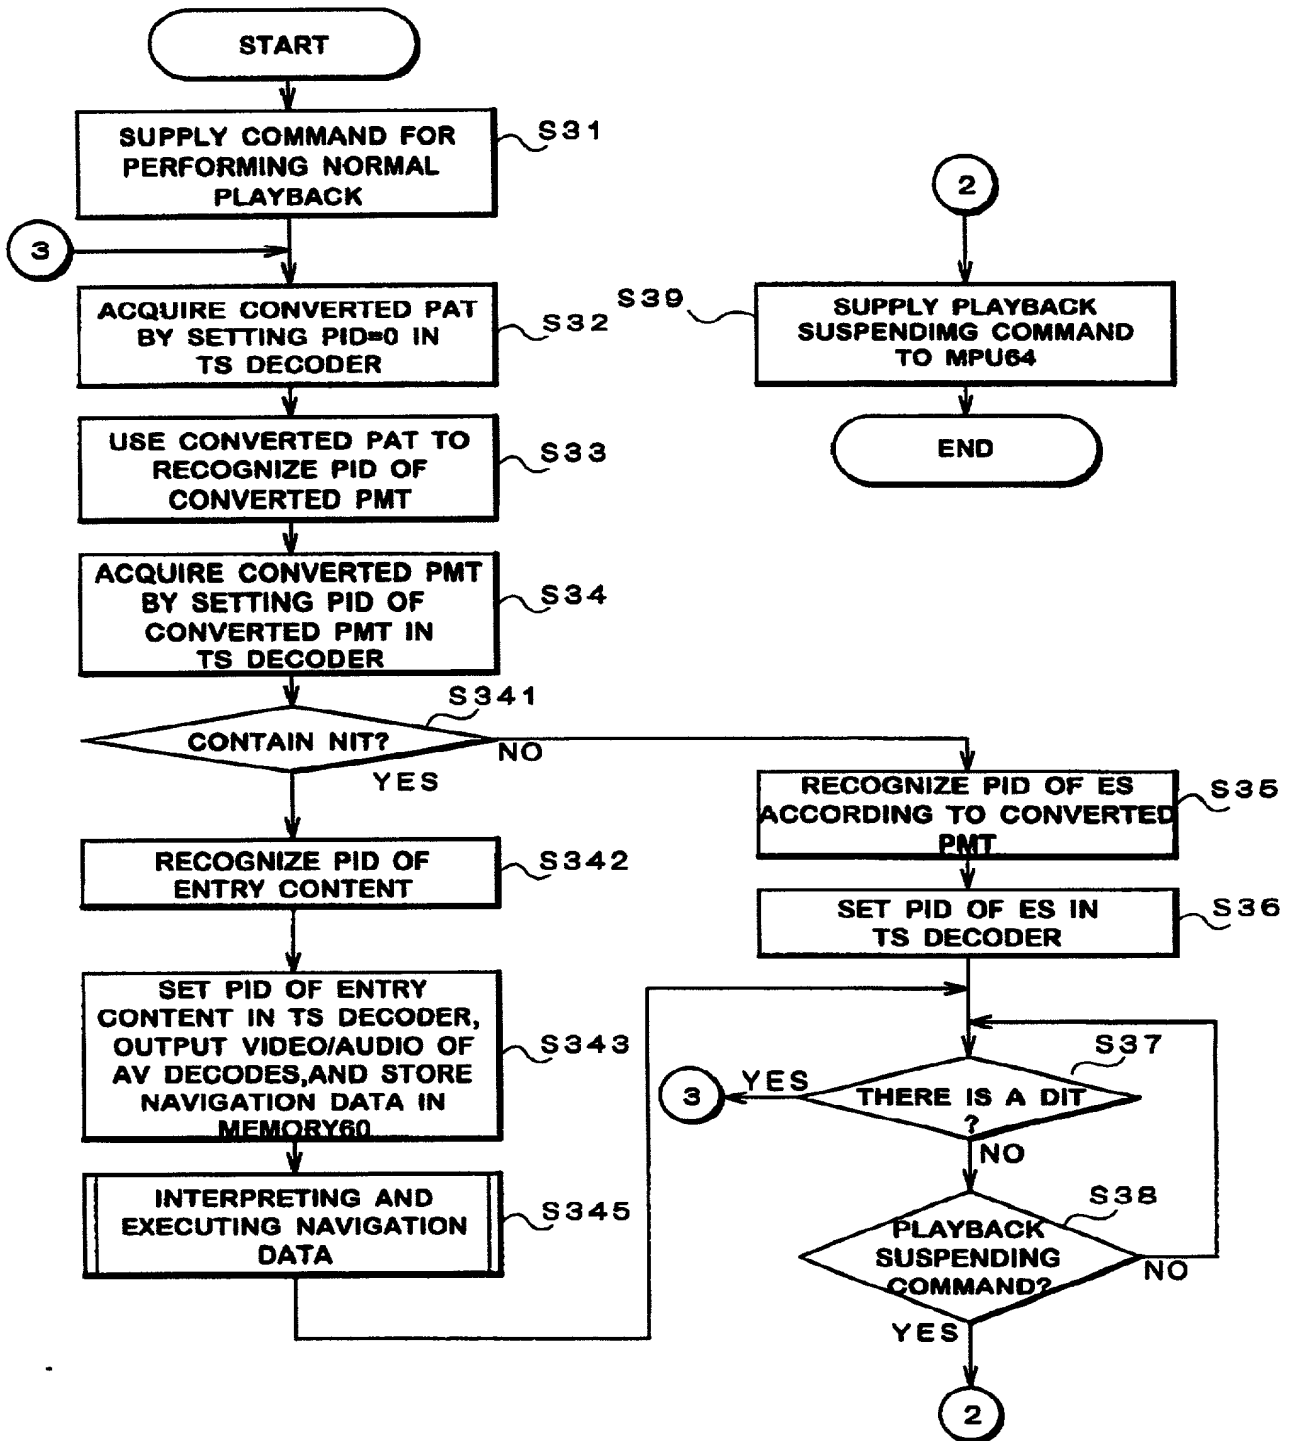 START
SUPPLY COMMAND FOR
PERFORMING NORMAL
PLAYBACK
S31
3
ACQUIRE CONVERTED PAT
BY SETTING PID=0 IN
TS DECODER
S32
USE CONVERTED PAT TO
RECOGNIZE PID OF
CONVERTED PMT
S33
ACQUIRE CONVERTED PMT
BY SETTING PID OF
CONVERTED PMT IN
TS DECODER
S34
S341
CONTAIN NIT?
NO
YES
RECOGNIZE PID OF
ENTRY CONTENT
S342
SET PID OF ENTRY
CONTENT IN TS DECODER,
OUTPUT VIDEO/AUDIO OF
AV DECODES,AND STORE
NAVIGATION DATA IN
MEMORY60
S343
INTERPRETING AND
EXECUTING NAVIGATION
DATA
S345
2
S39
SUPPLY PLAYBACK
SUSPENDIMG COMMAND
TO MPU64
END
RECOGNIZE PID OF ES
ACCORDING TO CONVERTED
PMT
S35
SET PID OF ES IN
TS DECODER
S36
S37
3
YES
THERE IS A DIT
?
NO
S38
PLAYBACK
SUSPENDING
COMMAND?
NO
YES
2